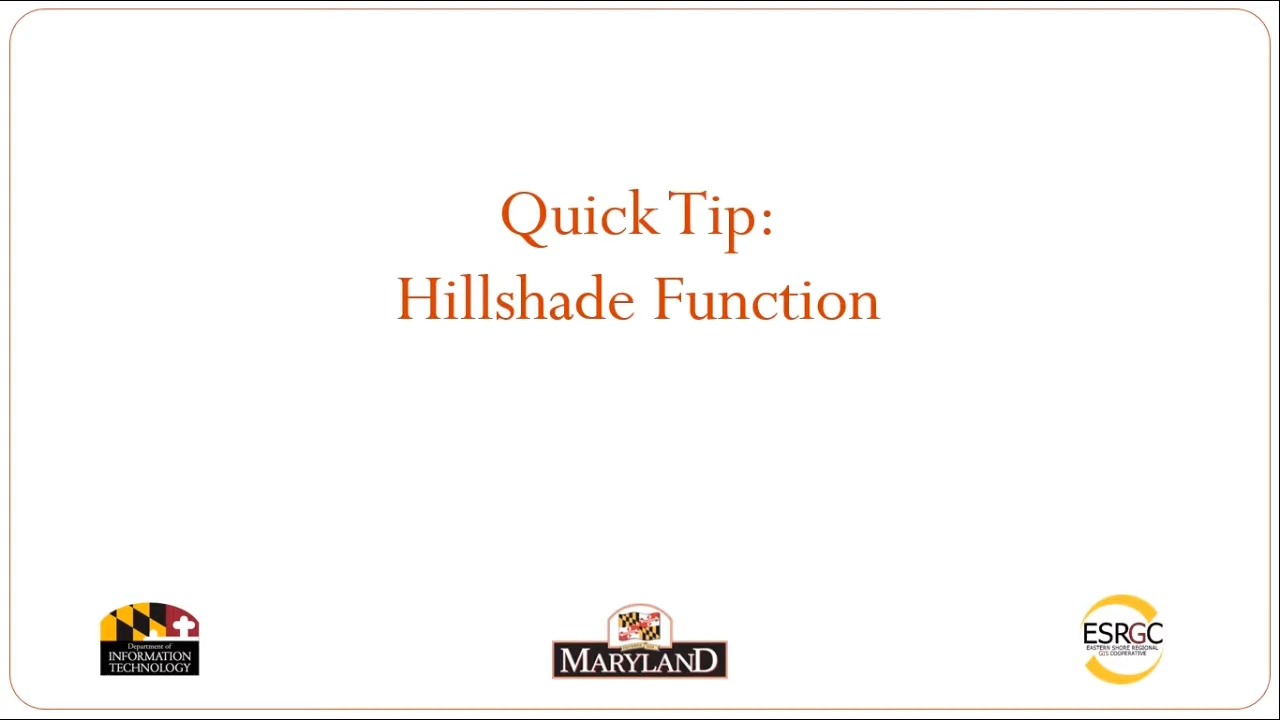 Quick Tip:
Hillshade Function
Department of
INFORMATION
TECHNOLOGY
MARYLAND
ESRGC
EASTERN SHORE REGIONAL
GIS COOPERATIVE